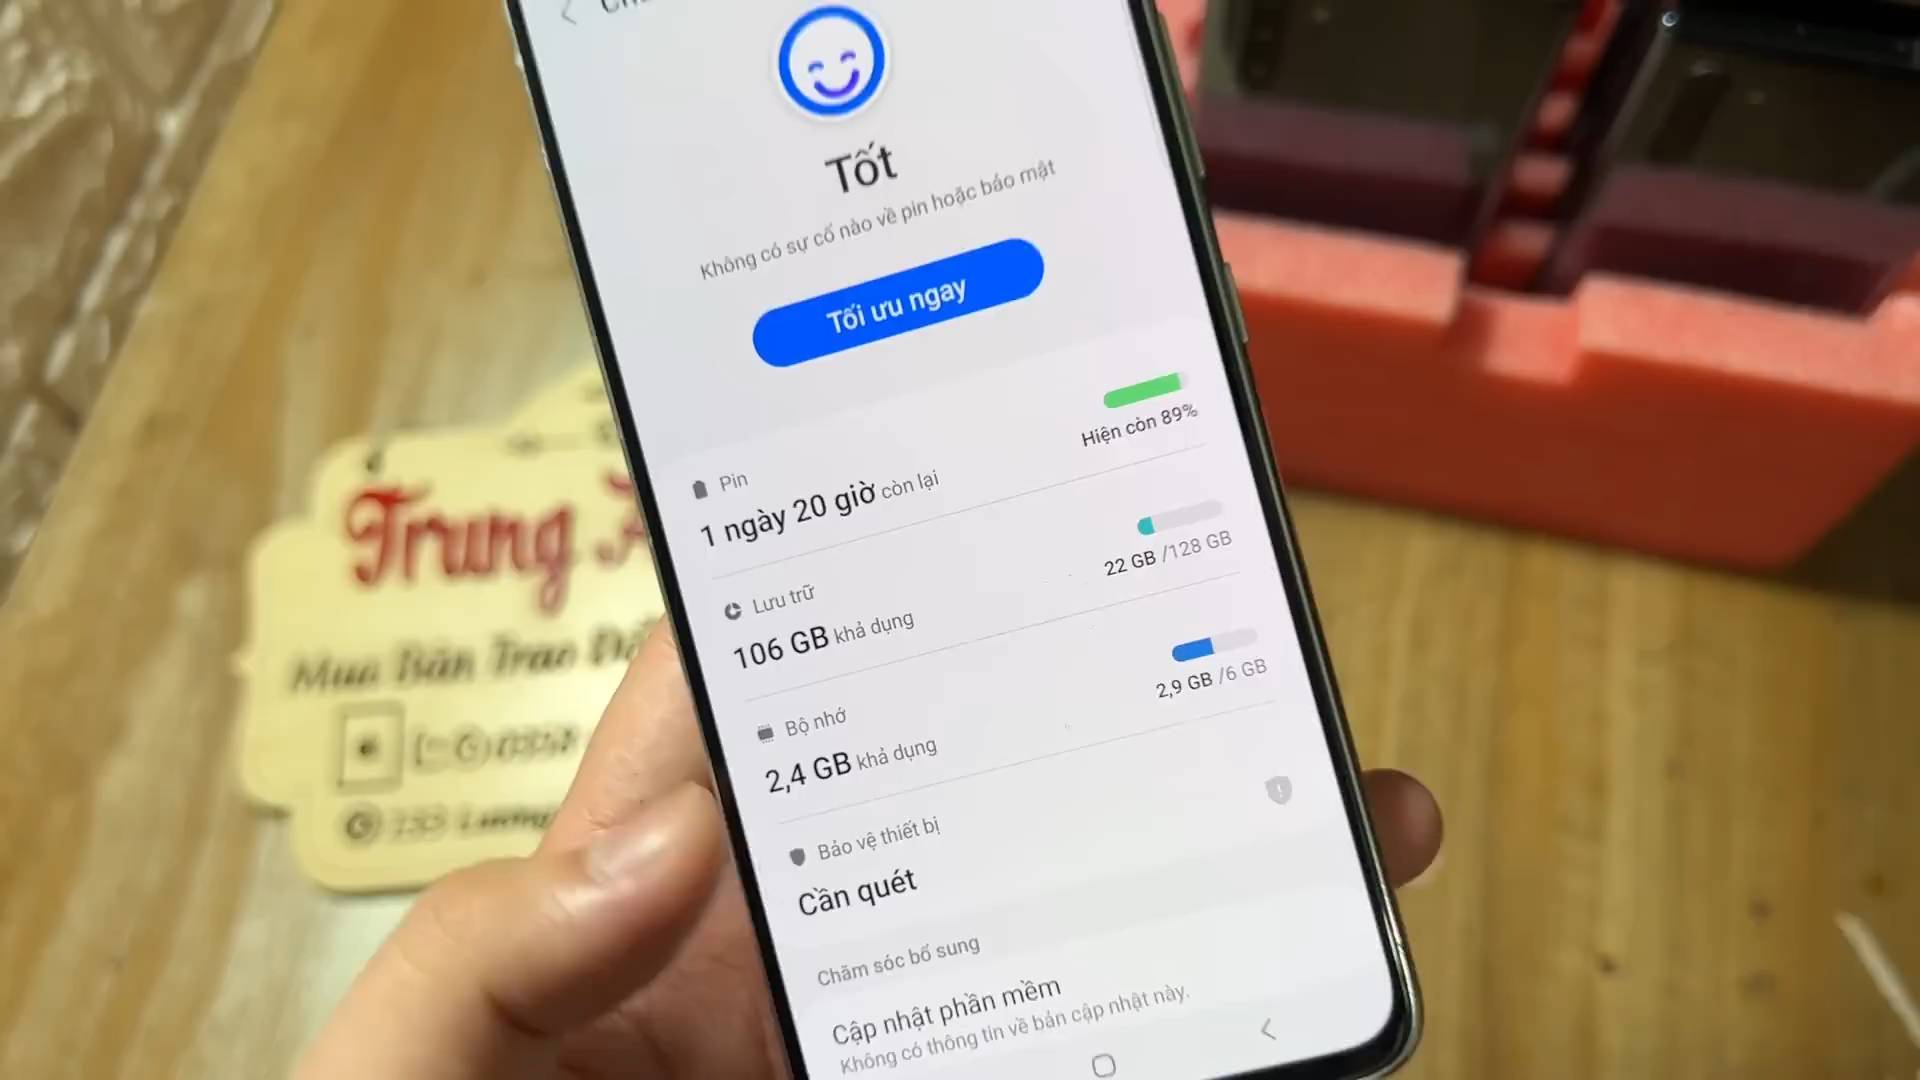 Tốt
Không có sự cố nào về pin hoặc bảo mật
Tối ưu ngay
Pin
1 ngày 20 giờ còn lại
Hiện còn 89%
Lưu trữ
106 GB khả dụng
22 GB /128 GB
Bộ nhớ
2,4 GB khả dụng
2,9 GB /6 GB
Bảo vệ thiết bị
Cần quét
Chăm sóc bổ sung
Cập nhật phần mềm
Không có thông tin về bản cập nhật này.
Trung
Mua Bán Trao